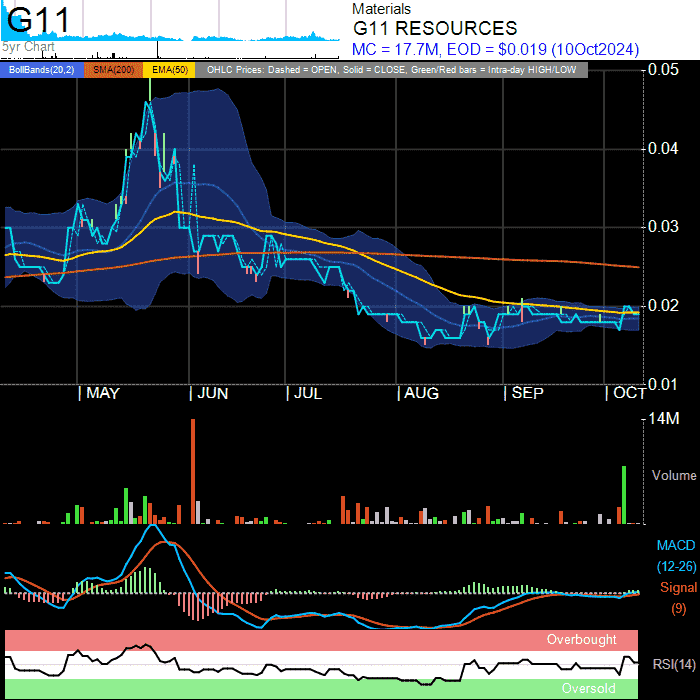 G11
5yr Chart
Materials
G11 RESOURCES
MC = 17.7M, EOD = $0.019 (10Oct2024)
BollBands(20,2) SMA(200) EMA(50) OHLC Prices: Dashed = OPEN, Solid = CLOSE, Green/Red bars = Intra-day HIGH/LOW
0.05
0.04
0.03
0.02
0.01
MAY JUN JUL AUG SEP OCT
14M
Volume
MACD
(12-26)
Signal
(9)
Overbought
RSI(14)
Oversold